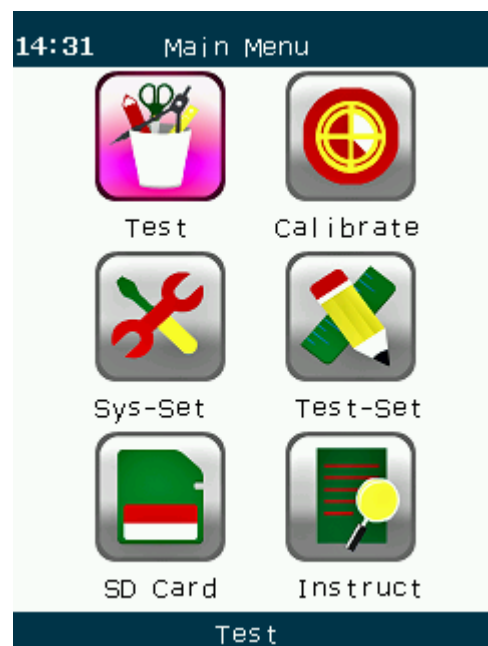 14:31 Main Menu
Test Calibrate
Sys-Set Test-Set
SD Card Instruct
Test